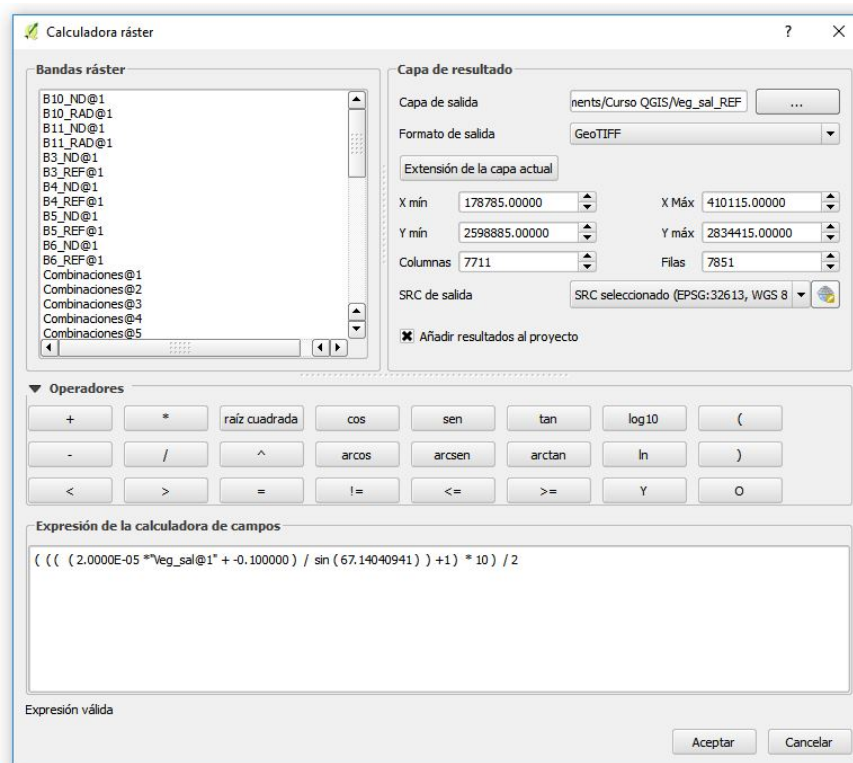 Calculadora ráster
?
Bandas ráster
B10_ND@1
B10_RAD@1
B11_ND@1
B11_RAD@1
B3_ND@1
B3_REF@1
B4_ND@1
B4_REF@1
B5_ND@1
B5_REF@1
B6_ND@1
B6_REF@1
Combinaciones@1
Combinaciones@2
Combinaciones@3
Combinaciones@4
Combinaciones@5
Capa de resultado
Capa de salida
nents/Curso QGIS/Veg_sal_REF
...
Formato de salida
GeoTIFF
Extensión de la capa actual
X mín 178785.00000 X Máx 410115.00000
Y mín 2598885.00000 Y máx 2834415.00000
Columnas 7711 Filas 7851
SRC de salida SRC seleccionado (EPSG:32613, WGS 8
Añadir resultados al proyecto
Operadores
+ * raíz cuadrada cos sen tan log10 (
- / ^ arcos arcsen arctan ln )
< > = != <= >= Y O
Expresión de la calculadora de campos
( (( ( 2.0000E-05 *"Veg_sal@1" + -0.100000 ) / sin ( 67.14040941) ) +1) * 10 ) / 2
Expresión válida
Aceptar
Cancelar